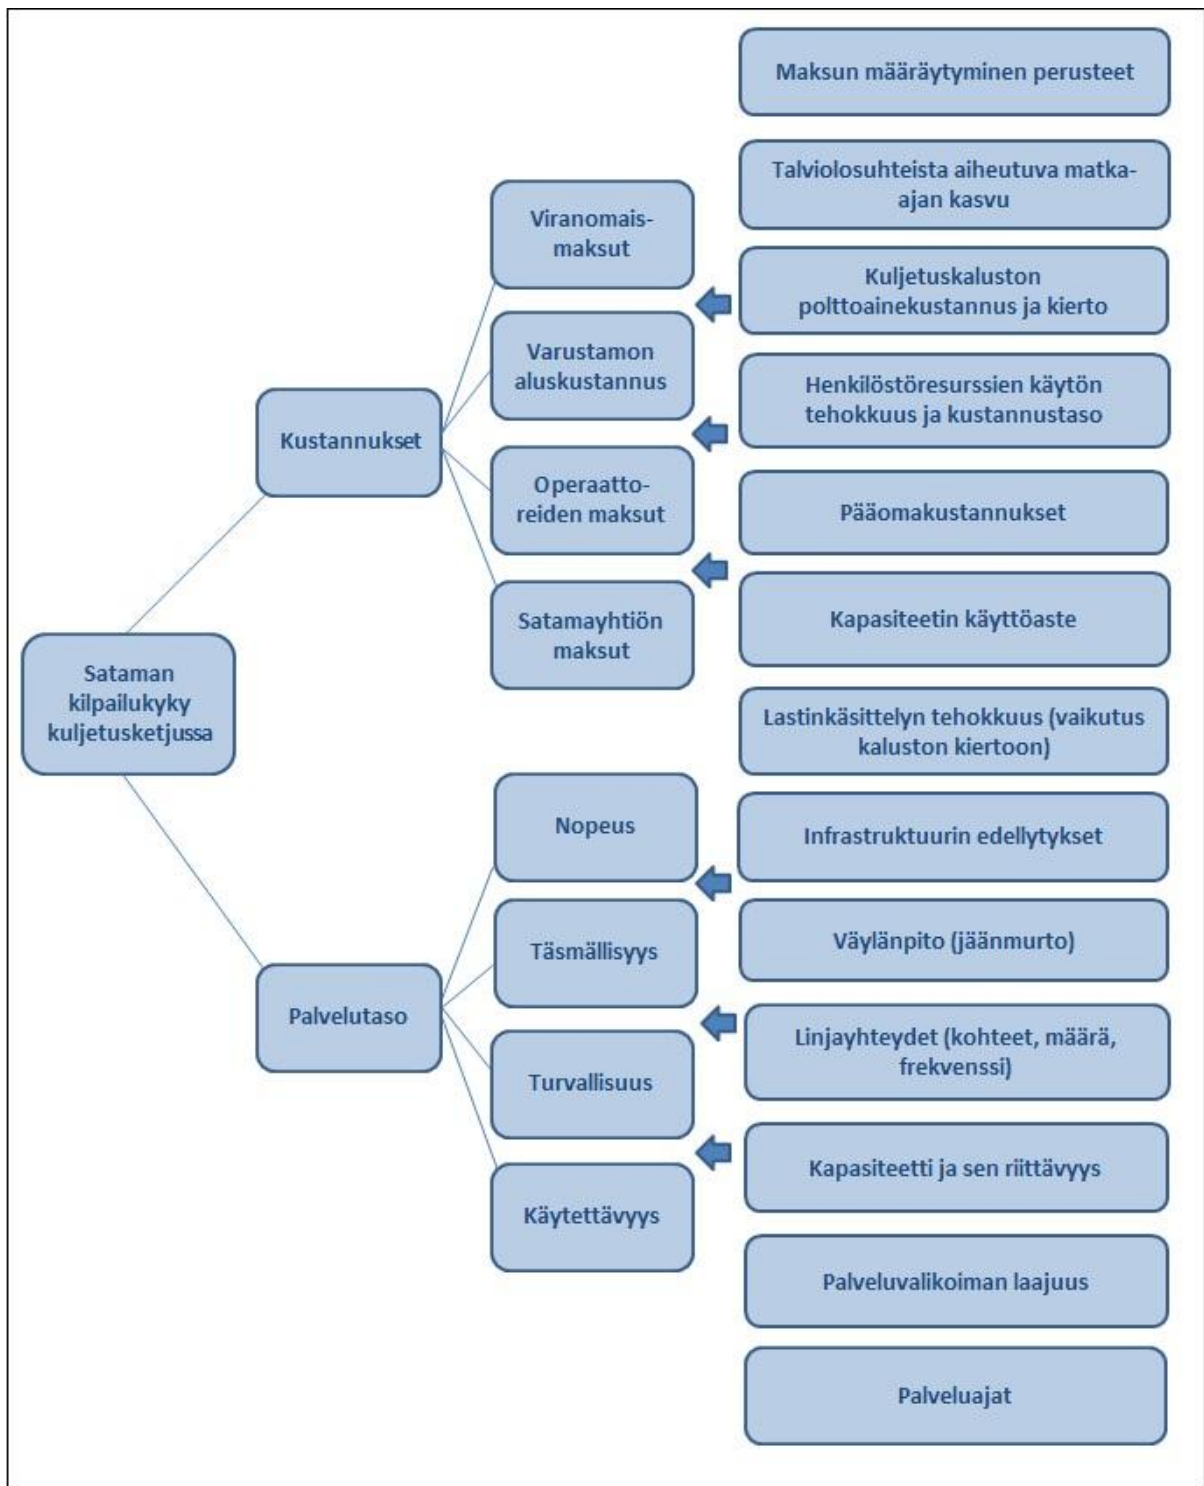 Sataman
kilpailukyky
kuljetusketjussa
Kustannukset
Viranomais-
maksut
Varustamon
aluskustannus
Operaatto-
reiden maksut
Satamayhtiön
maksut
Palvelutaso
Nopeus
Täsmällisyys
Turvallisuus
Käytettävyys
Maksun määräytyminen perusteet
Talviolosuhteista aiheutuva matka-
ajan kasvu
Kuljetuskaluston
polttoainekustannus ja kierto
Henkilöstöresurssien käytön
tehokkuus ja kustannustaso
Pääomakustannukset
Kapasiteetin käyttöaste
Lastinkäsittelyn tehokkuus (vaikutus
kaluston kiertoon)
Infrastruktuurin edellytykset
Väylänpito (jäänmurto)
Linjayhteydet (kohteet, määrä,
frekvenssi)
Kapasiteetti ja sen riittävyys
Palveluvalikoiman laajuus
Palveluajat